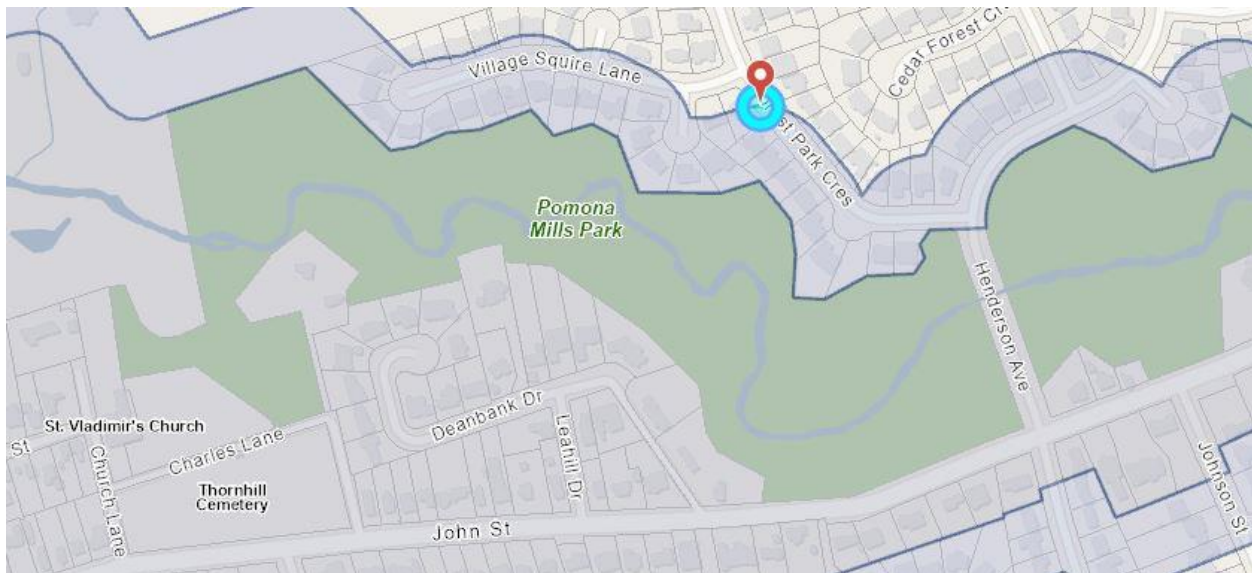 Village Squire Lane
Cedar Forest Cr
st Park Cres
Pomona
Mills Park
Henderson Ave
St. Vladimir's Church
St
Charles Lane
Church Lane
Deanbank Dr
Leahill Dr
Thornhill
Cemetery
John St
Johnson St